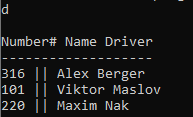 d
Number# Name Driver
-------------------
316 || Alex Berger
101 || Viktor Maslov
220 || Maxim Nak